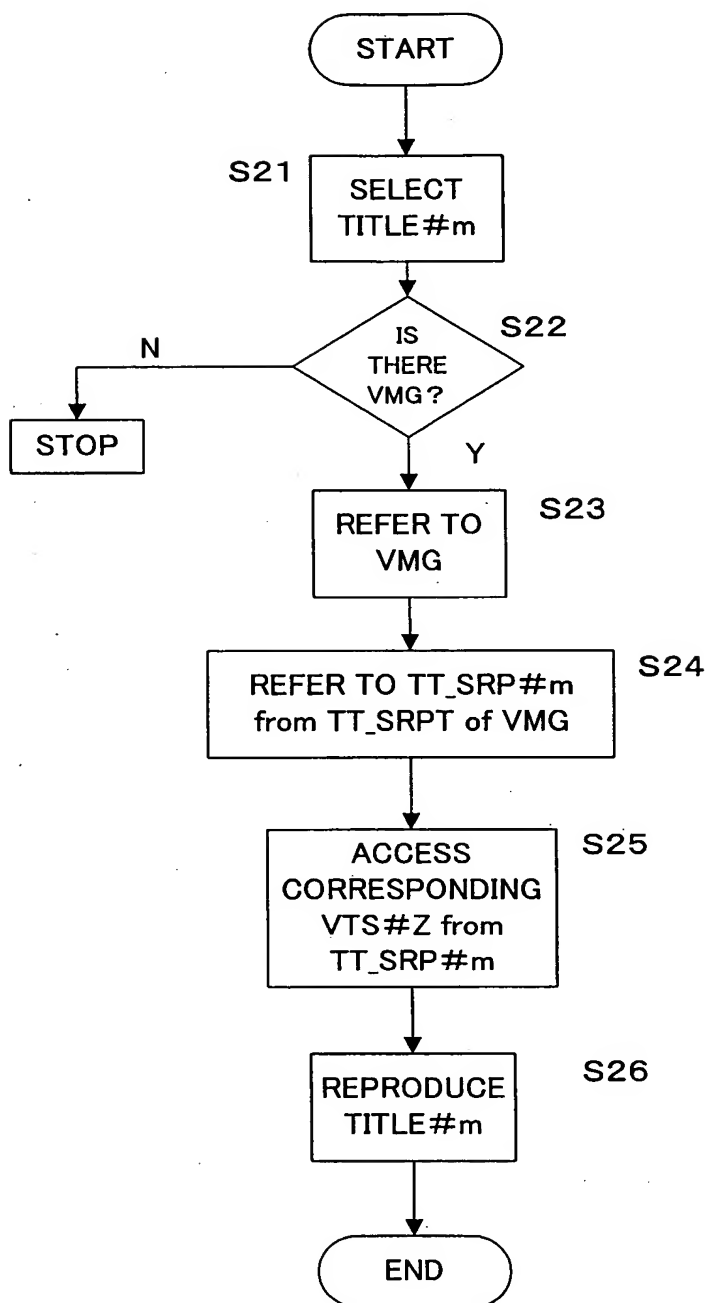 START
S21
SELECT
TITLE#m
S22
IS
THERE
VMG?
N
STOP
Y
S23
REFER TO
VMG
S24
REFER TO TT_SRP#m
from TT_SRPT of VMG
S25
ACCESS
CORRESPONDING
VTS#Z from
TT_SRP#m
S26
REPRODUCE
TITLE#m
END